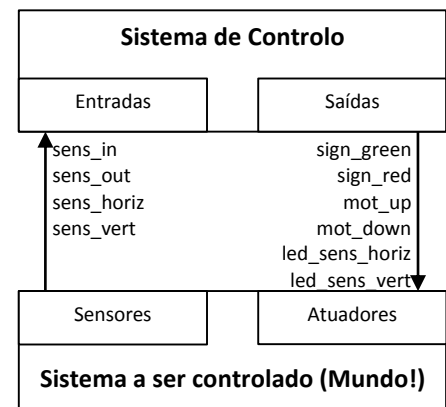 Sistema de Controlo
Entradas
Saídas
sens_in
sens_out
sens_horiz
sens_vert
sign_green
sign_red
mot_up
mot_down
led_sens_horiz
led_sens_vert
Sensores
Atuadores
Sistema a ser controlado (Mundo!)